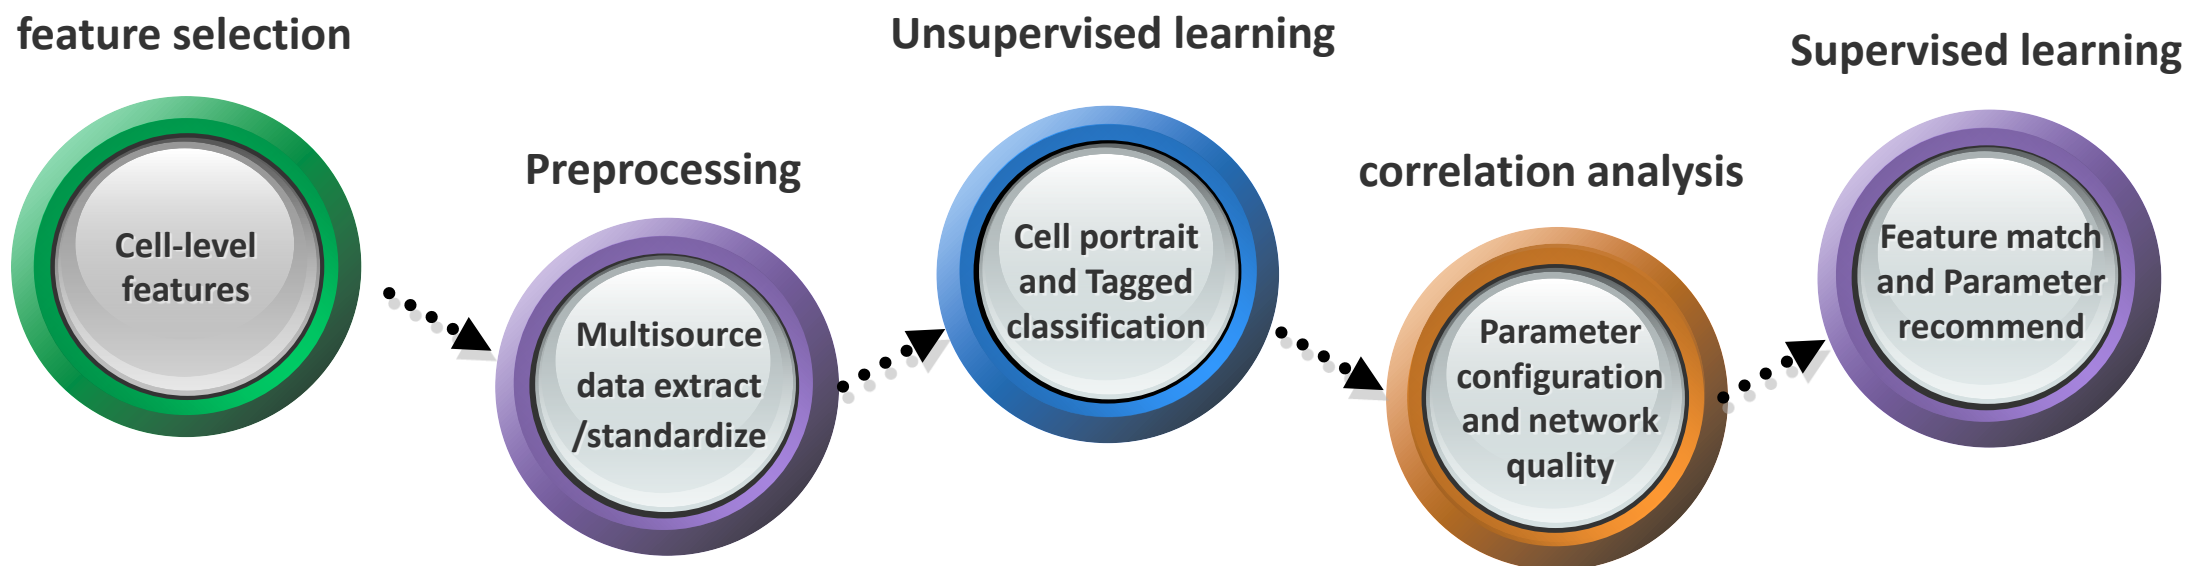 feature selection
Cell-level
features
Preprocessing
Multisource
data extract
/standardize
Unsupervised learning
Cell portrait
and Tagged
classification
correlation analysis
Parameter
configuration
and network
quality
Supervised learning
Feature match
and Parameter
recommend